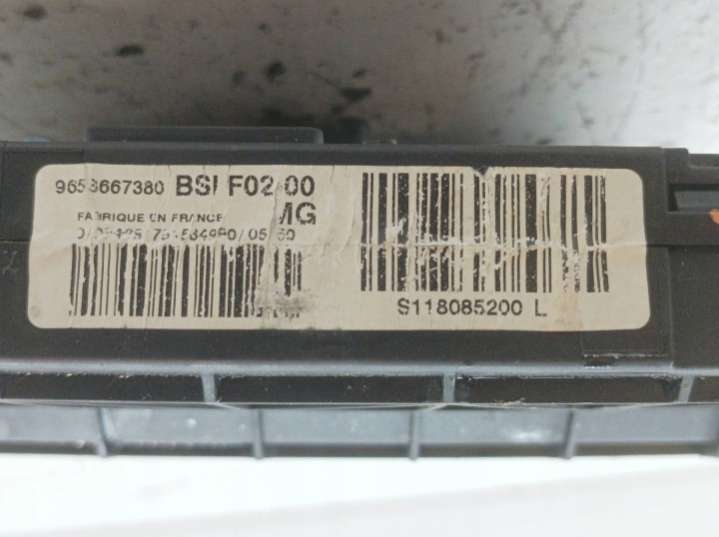 9653667380 BSI F02 00
FABRIQUE EN FRANCE MG
S118085200 L